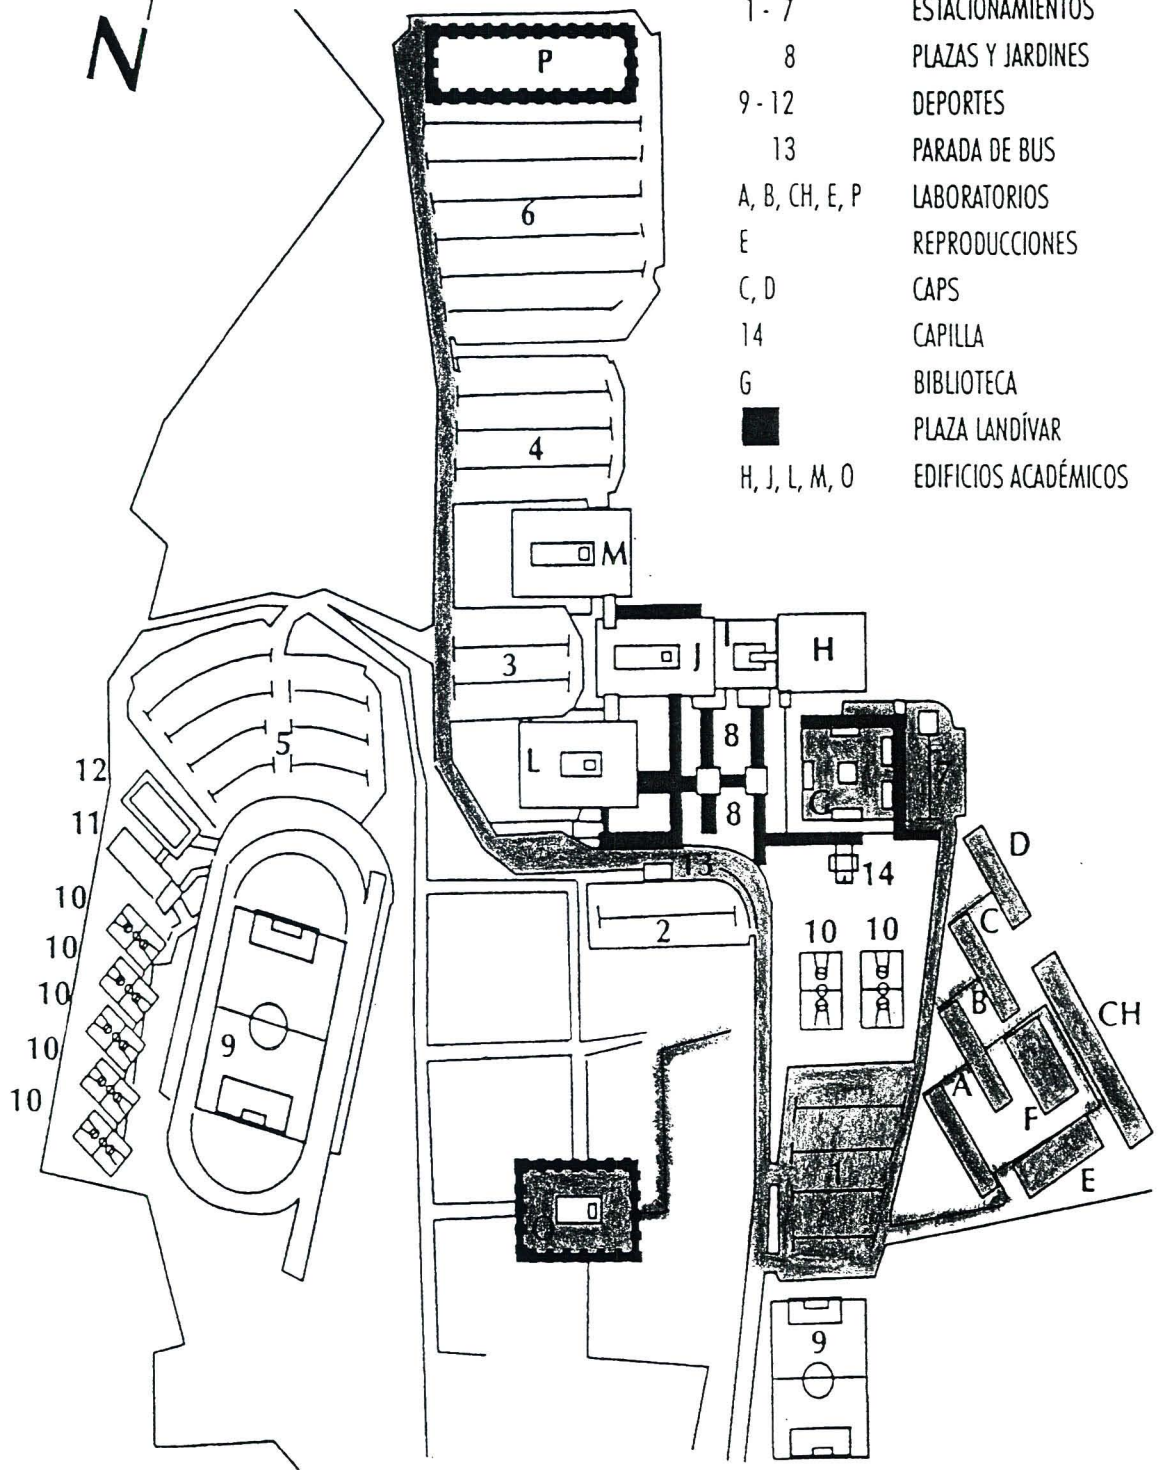 N
1 - 7 ESTACIONAMIENTOS
8 PLAZAS Y JARDINES
9 - 12 DEPORTES
13 PARADA DE BUS
A, B, CH, E, P LABORATORIOS
E REPRODUCCIONES
C, D CAPS
14 CAPILLA
G BIBLIOTECA
PLAZA LANDÍVAR
H, J, L, M, O EDIFICIOS ACADÉMICOS
P
6
4
M
3
J
I
H
5
L
8
8
G
7
12
11
13
14
D
10
10
10
10
10
2
10
10
C
B
CH
9
A
F
1
E
O
9